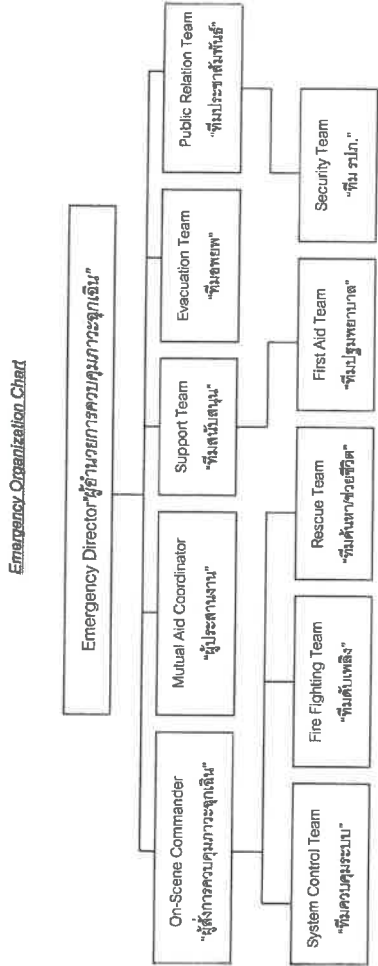 Emergency Organization Chart
Emergency Director"ผู้อำนวยการควบคุมภาวะฉุกเฉิน"
On-Scene Commander
"ผู้สั่งการควบคุมภาวะฉุกเฉิน"
Mutual Aid Coordinator
"ผู้ประสานงาน"
Support Team
"ทีมสนับสนุน"
Evacuation Team
"ทีมอพยพ"
Public Relation Team
"ทีมประชาสัมพันธ์"
System Control Team
"ทีมควบคุมระบบ"
Fire Fighting Team
"ทีมดับเพลิง"
Rescue Team
"ทีมค้นหา/ช่วยชีวิต"
First Aid Team
"ทีมปฐมพยาบาล"
Security Team
"ทีม รปภ."